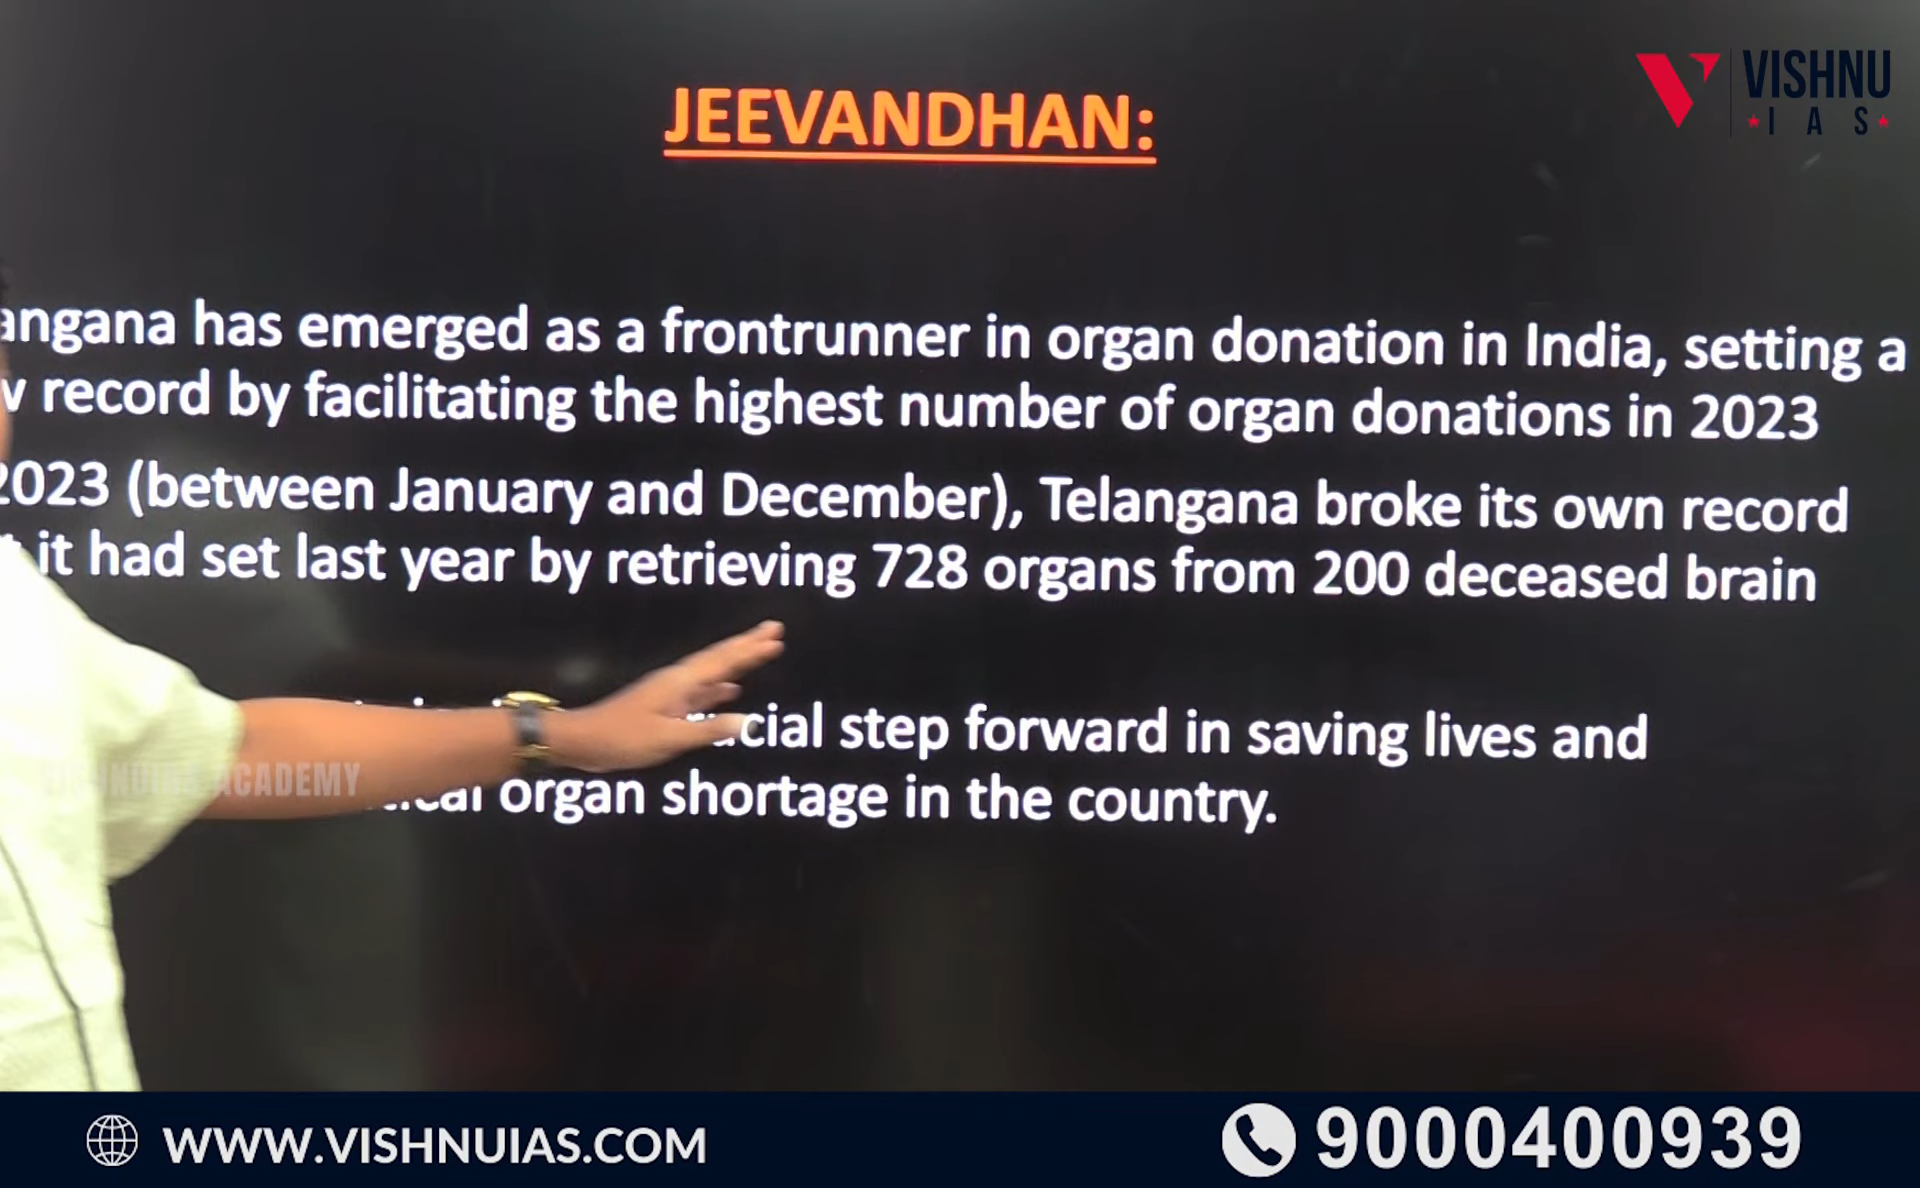 VISHNU
IAS
JEEVANDHAN:
has emerged as a frontrunner in organ donation in India, setting a
record by facilitating the highest number of organ donations in 2023
2023 (between January and December), Telangana broke its own record
it had set last year by retrieving 728 organs from 200 deceased brain
step forward in saving lives and
organ shortage in the country.
ACADEMY
WWW.VISHNUIAS.COM
9000400939